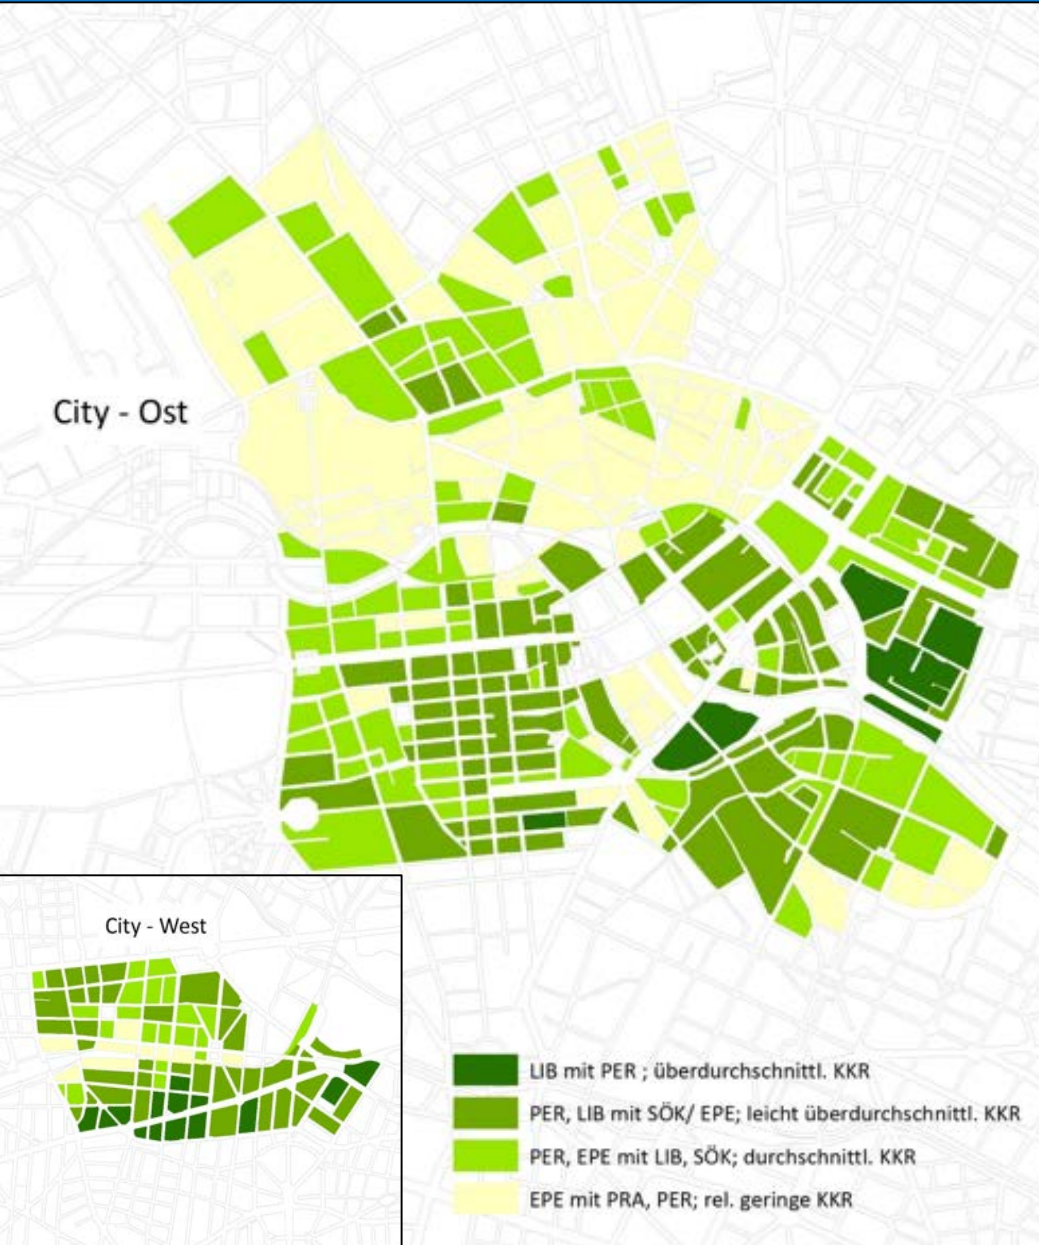 City - Ost
City - West
LIB mit PER ; überdurchschnittl. KKR
PER, LIB mit SÖK/ EPE; leicht überdurchschnittl. KKR
PER, EPE mit LIB, SÖK; durchschnittl. KKR
EPE mit PRA, PER; rel. geringe KKR